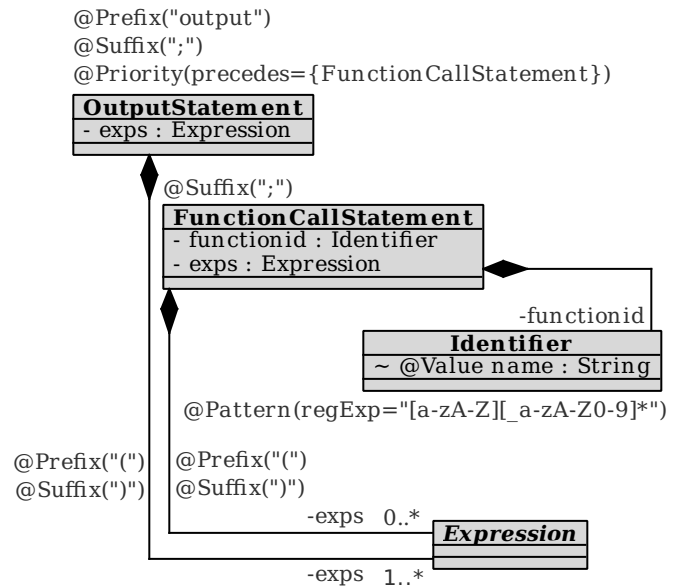 @Prefix("output")
@Suffix(";")
@Priority(precedes={FunctionCallStatement})
OutputStatement
- exps : Expression
@Suffix(";")
FunctionCallStatement
- functionid : Identifier
- exps : Expression
-functionid
Identifier
~ @Value name : String
@Pattern(regExp="[a-zA-Z][_a-zA-Z0-9]*")
@Prefix("(") @Prefix("(")
@Suffix(")") @Suffix(")")
-exps 0..*
Expression
-exps 1..*